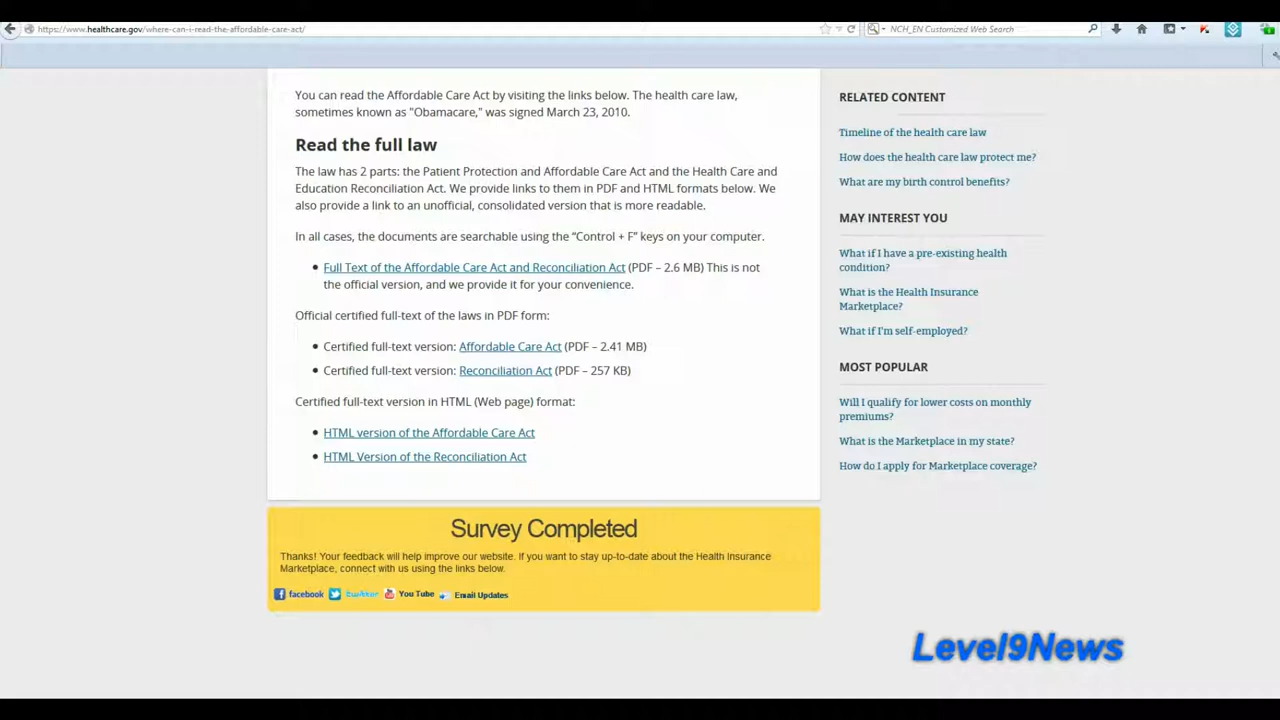 https://www.healthcare.gov/where-can-i-read-the-affordable-care-act/
NCH_EN Customized Web Search
You can read the Affordable Care Act by visiting the links below. The health care law,
sometimes known as "Obamacare," was signed March 23, 2010.
Read the full law
The law has 2 parts: the Patient Protection and Affordable Care Act and the Health Care and
Education Reconciliation Act. We provide links to them in PDF and HTML formats below. We
also provide a link to an unofficial, consolidated version that is more readable.
In all cases, the documents are searchable using the “Control + F” keys on your computer.
• Full Text of the Affordable Care Act and Reconciliation Act (PDF – 2.6 MB) This is not
the official version, and we provide it for your convenience.
Official certified full-text of the laws in PDF form:
• Certified full-text version: Affordable Care Act (PDF – 2.41 MB)
• Certified full-text version: Reconciliation Act (PDF – 257 KB)
Certified full-text version in HTML (Web page) format:
• HTML version of the Affordable Care Act
• HTML Version of the Reconciliation Act
Survey Completed
Thanks! Your feedback will help improve our website. If you want to stay up-to-date about the Health Insurance
Marketplace, connect with us using the links below.
facebook twitter You Tube Email Updates
RELATED CONTENT
Timeline of the health care law
How does the health care law protect me?
What are my birth control benefits?
MAY INTEREST YOU
What if I have a pre-existing health
condition?
What is the Health Insurance
Marketplace?
What if I'm self-employed?
MOST POPULAR
Will I qualify for lower costs on monthly
premiums?
What is the Marketplace in my state?
How do I apply for Marketplace coverage?
Level9News